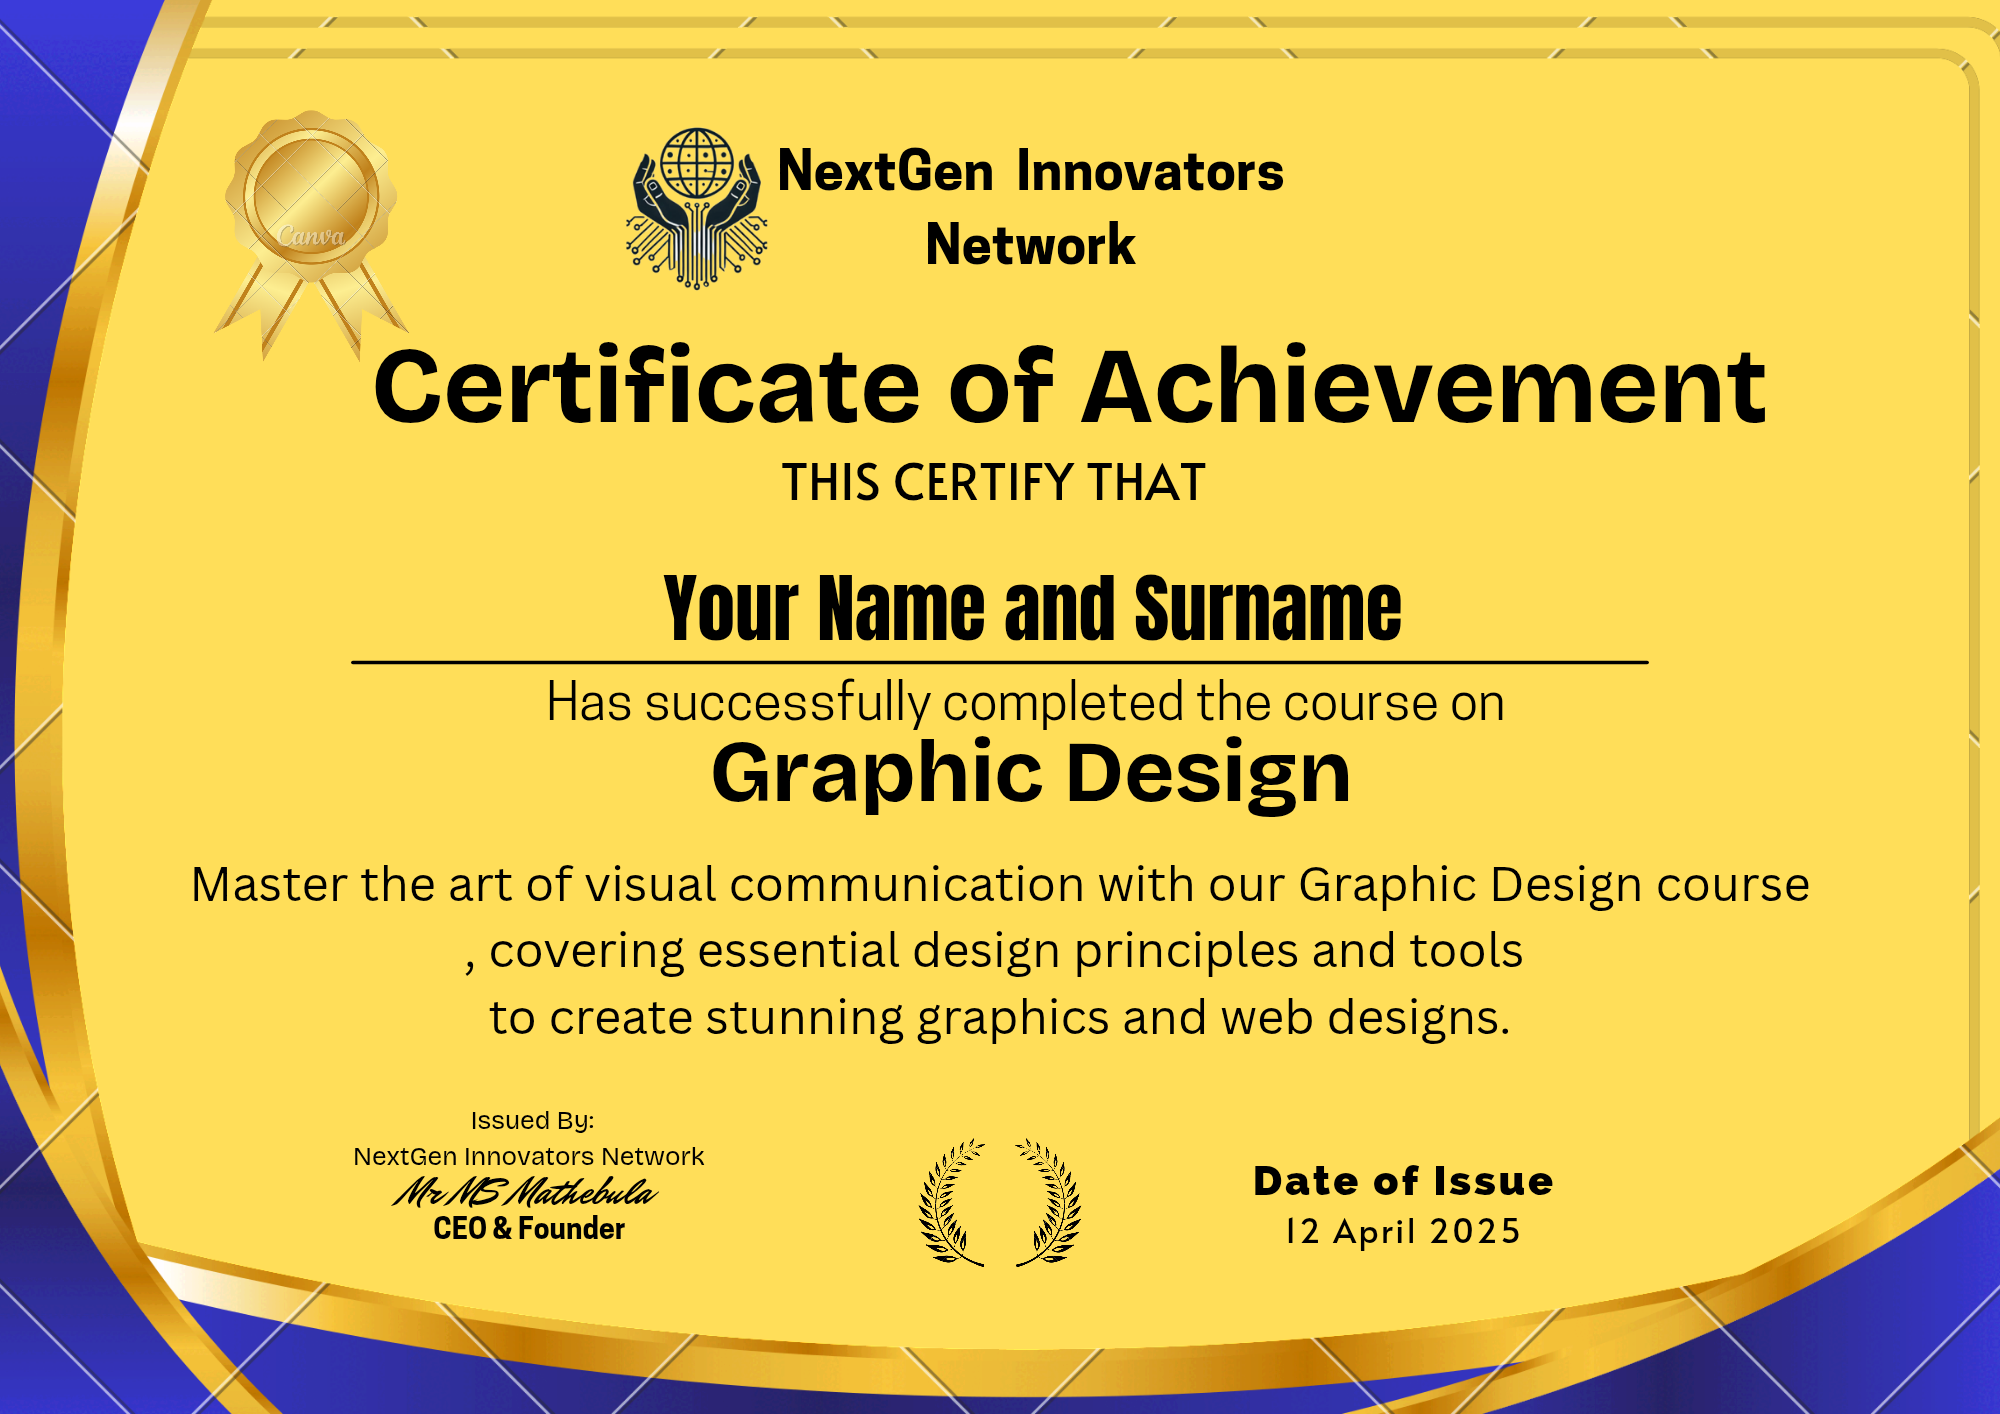 Canva
NextGen Innovators
Network
Certificate of Achievement
THIS CERTIFY THAT
Your Name and Surname
Has successfully completed the course on
Graphic Design
Master the art of visual communication with our Graphic Design course
, covering essential design principles and tools
to create stunning graphics and web designs.
Issued By:
NextGen Innovators Network
Mr MS Mathebula
CEO & Founder
Date of Issue
12 April 2025